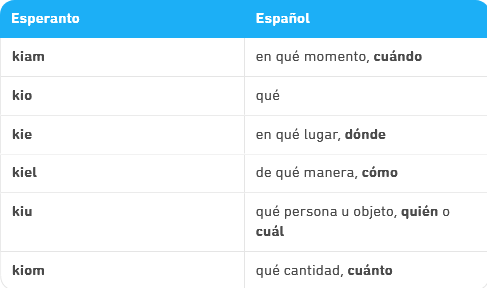 Esperanto Español
kiam en qué momento, cuándo
kio qué
kie en qué lugar, dónde
kiel de qué manera, cómo
kiu qué persona u objeto, quién o
cuál
kiom qué cantidad, cuánto